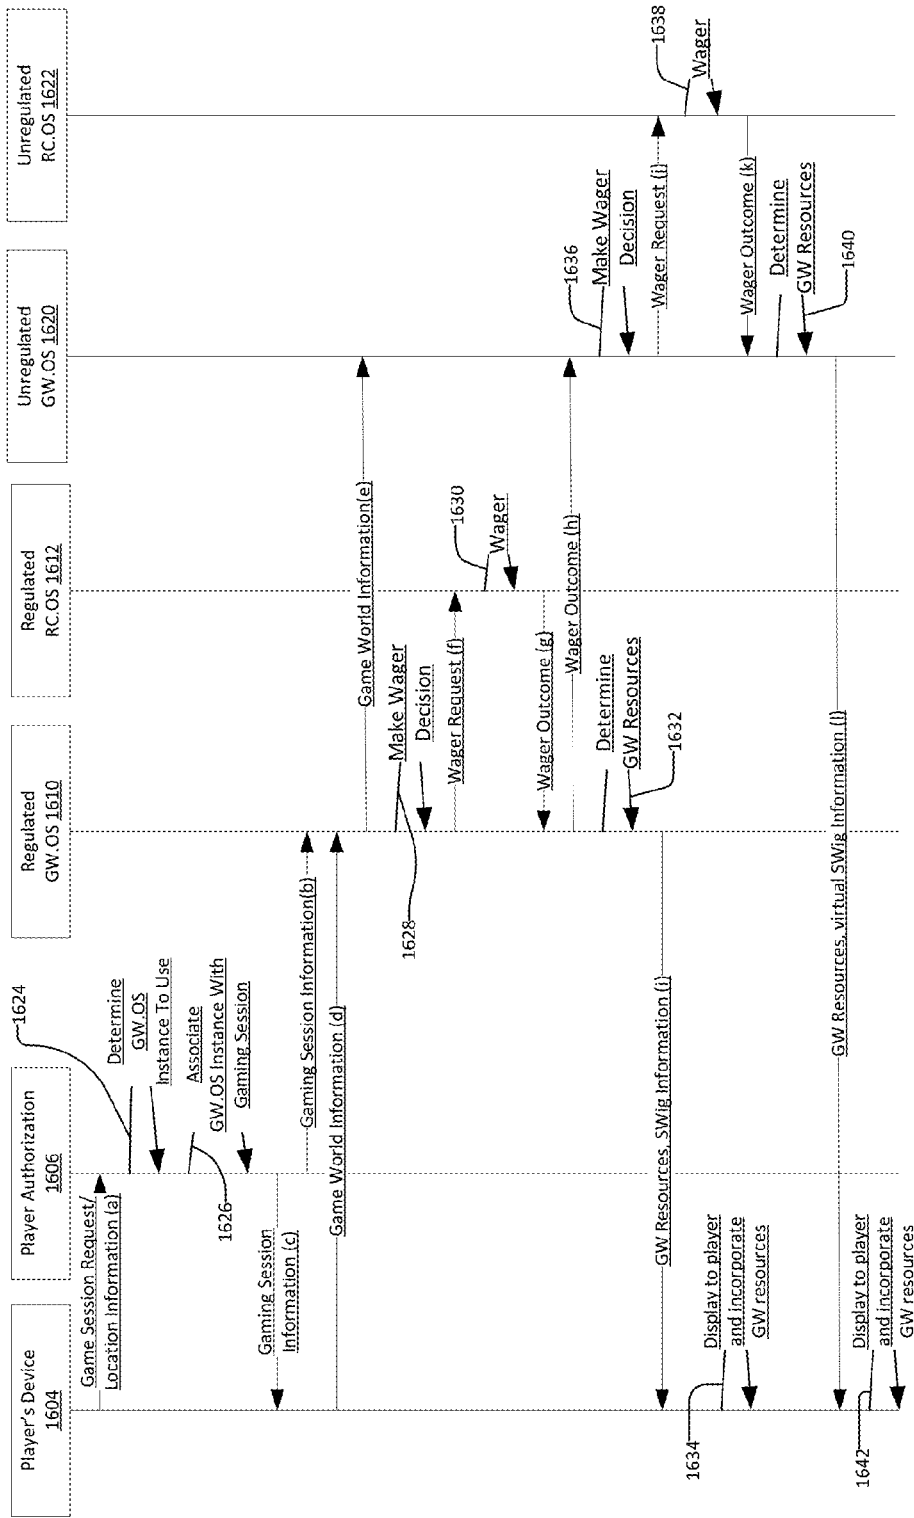 Player's Device
1604
Player Authorization
1606
Regulated
GW.OS 1610
Regulated
RC.OS 1612
Unregulated
GW.OS 1620
Unregulated
RC.OS 1622
Game Session Request/
Location Information (a)
1624
Determine
GW.OS
Instance To Use
Associate
GW.OS Instance With
Gaming Session
1626
Gaming Session
Information (c)
Gaming Session Information(b)
Game World Information (d)
Game World Information(e)
1628
Make Wager
Decision
Wager Request (f)
1630
Wager
Wager Outcome (g)
Wager Outcome (h)
Determine
GW Resources
1632
1636
Make Wager
Decision
Wager Request (j)
1638
Wager
Wager Outcome (k)
Determine
GW Resources
1640
GW Resources, SWig Information (i)
1634
Display to player
and incorporate
GW resources
GW Resources, virtual SWig Information (l)
1642
Display to player
and incorporate
GW resources